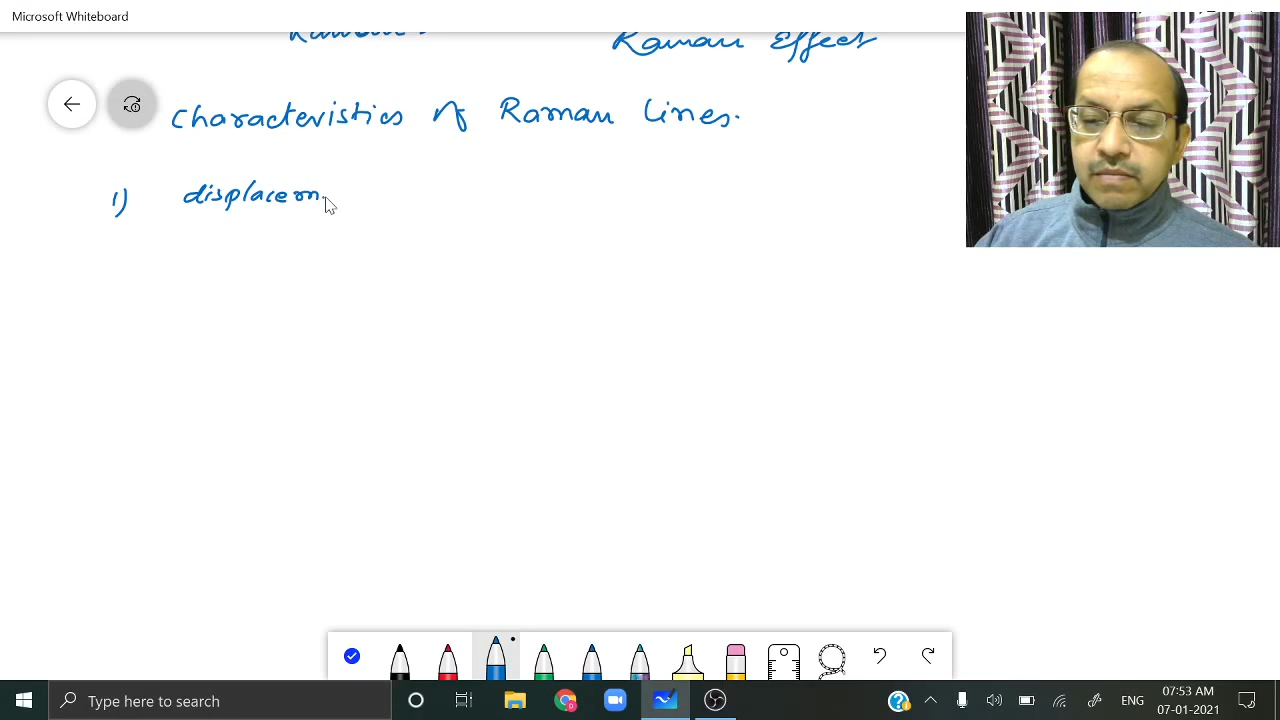 Microsoft Whiteboard
Raman Effect
Characteristics of Raman Lines.
1) displacem
Type here to search
ENG
07:53 AM
07-01-2021